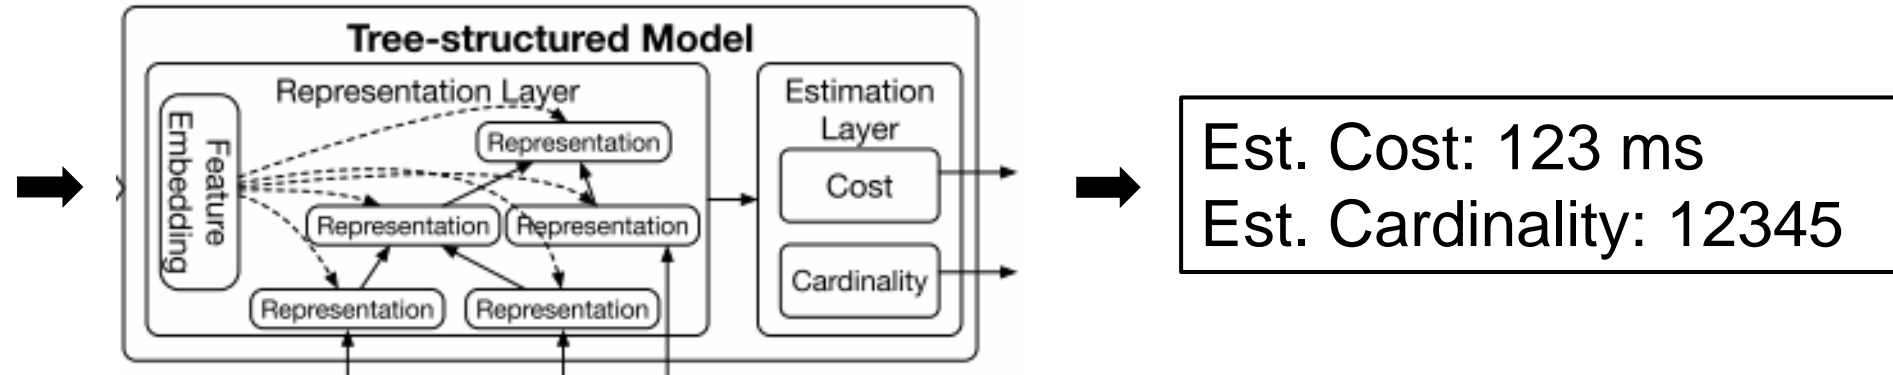 Tree-structured Model
Representation Layer
Feature
Embedding
Representation
Representation
Representation
Representation
Representation
Estimation
Layer
Cost
Cardinality
Est. Cost: 123 ms
Est. Cardinality: 12345